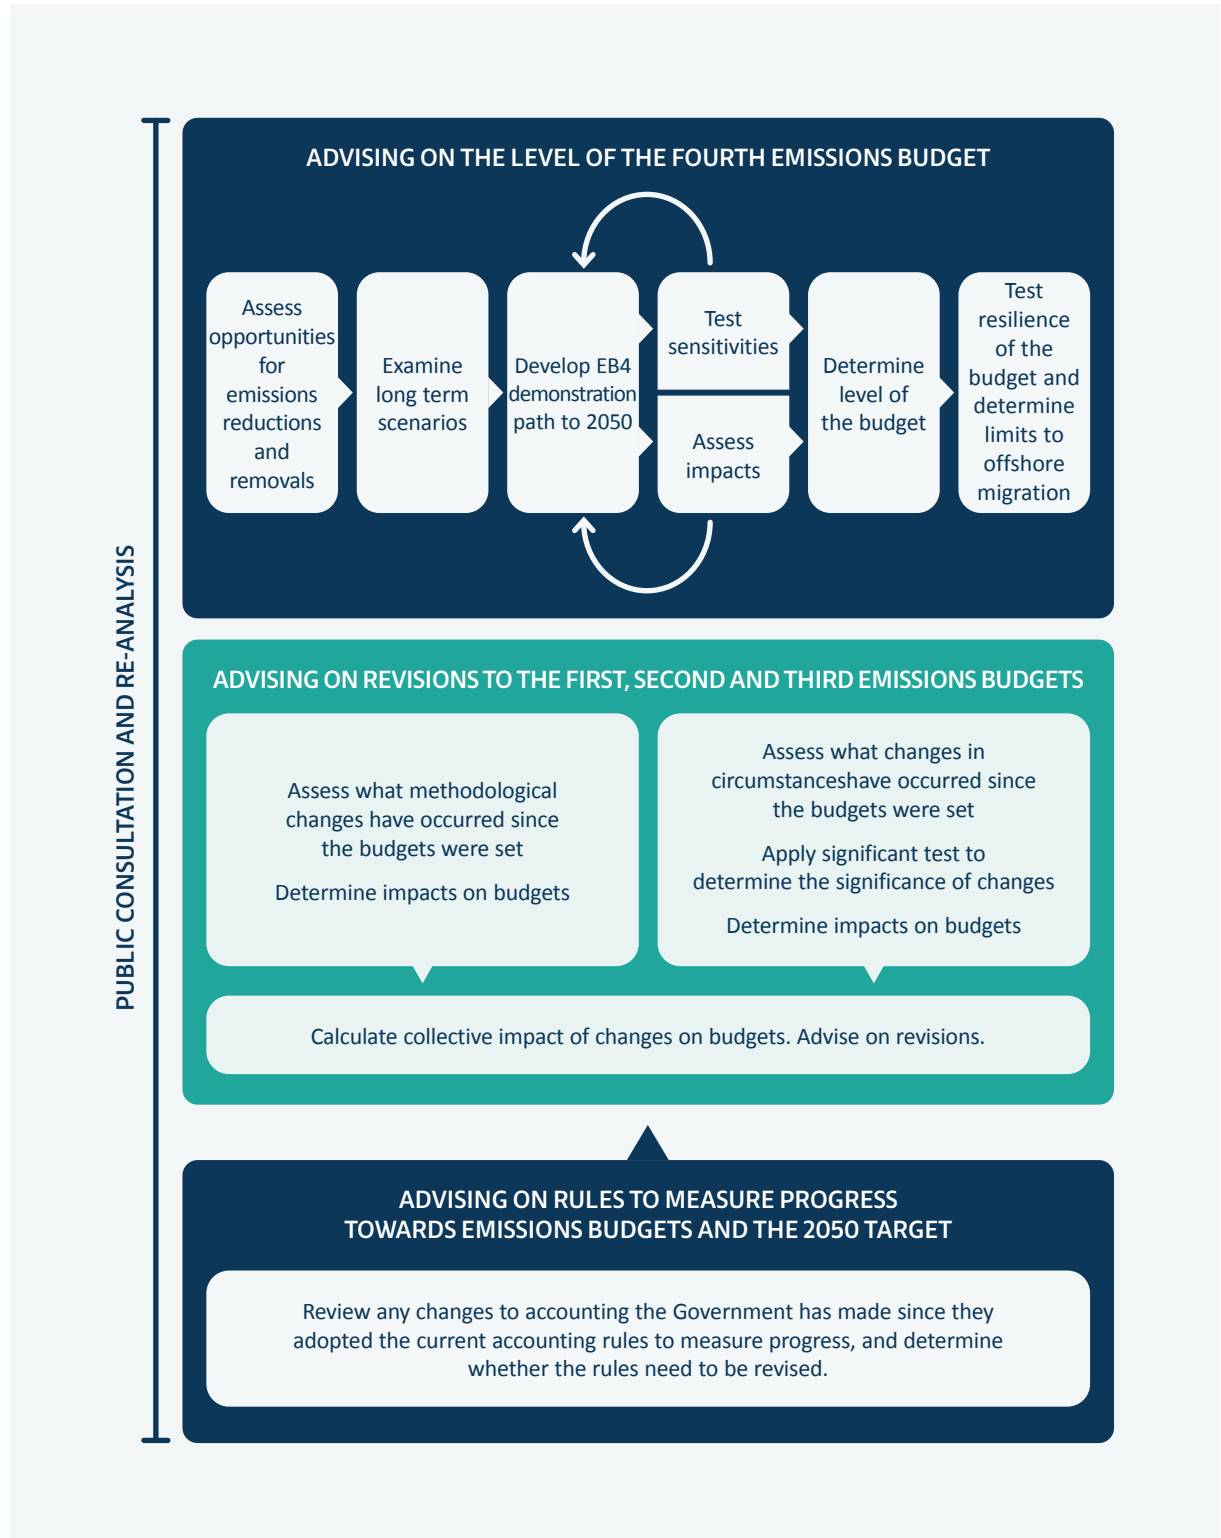 PUBLIC CONSULTATION AND RE-ANALYSIS
ADVISING ON THE LEVEL OF THE FOURTH EMISSIONS BUDGET
Assess
opportunities
for
emissions
reductions
and
removals
Examine
long term
scenarios
Develop EB4
demonstration
path to 2050
Test
sensitivities
Assess
impacts
Determine
level of
the budget
Test
resilience
of the
budget and
determine
limits to
offshore
migration
ADVISING ON REVISIONS TO THE FIRST, SECOND AND THIRD EMISSIONS BUDGETS
Assess what methodological
changes have occurred since
the budgets were set
Determine impacts on budgets
Assess what changes in
circumstanceshave occurred since
the budgets were set
Apply significant test to
determine the significance of changes
Determine impacts on budgets
Calculate collective impact of changes on budgets. Advise on revisions.
ADVISING ON RULES TO MEASURE PROGRESS
TOWARDS EMISSIONS BUDGETS AND THE 2050 TARGET
Review any changes to accounting the Government has made since they
adopted the current accounting rules to measure progress, and determine
whether the rules need to be revised.